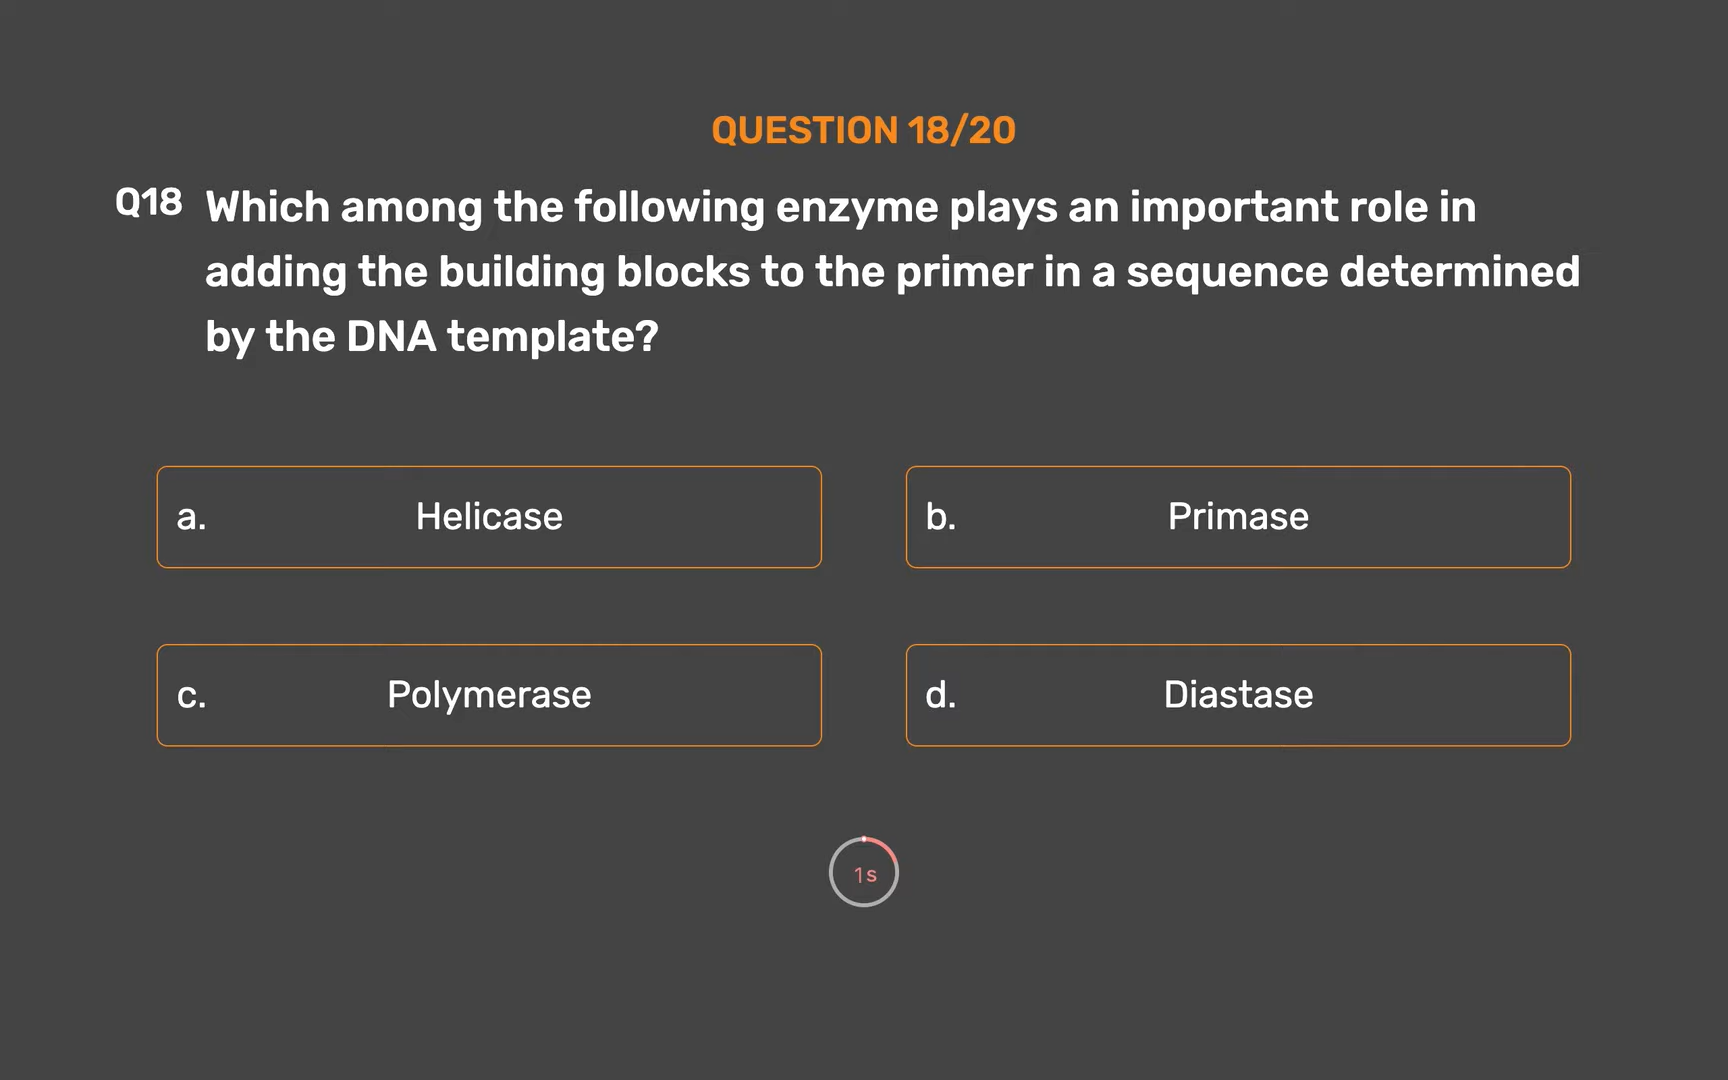 QUESTION 18/20
Q18 Which among the following enzyme plays an important role in
adding the building blocks to the primer in a sequence determined
by the DNA template?
a. Helicase
b. Primase
c. Polymerase
d. Diastase
1s